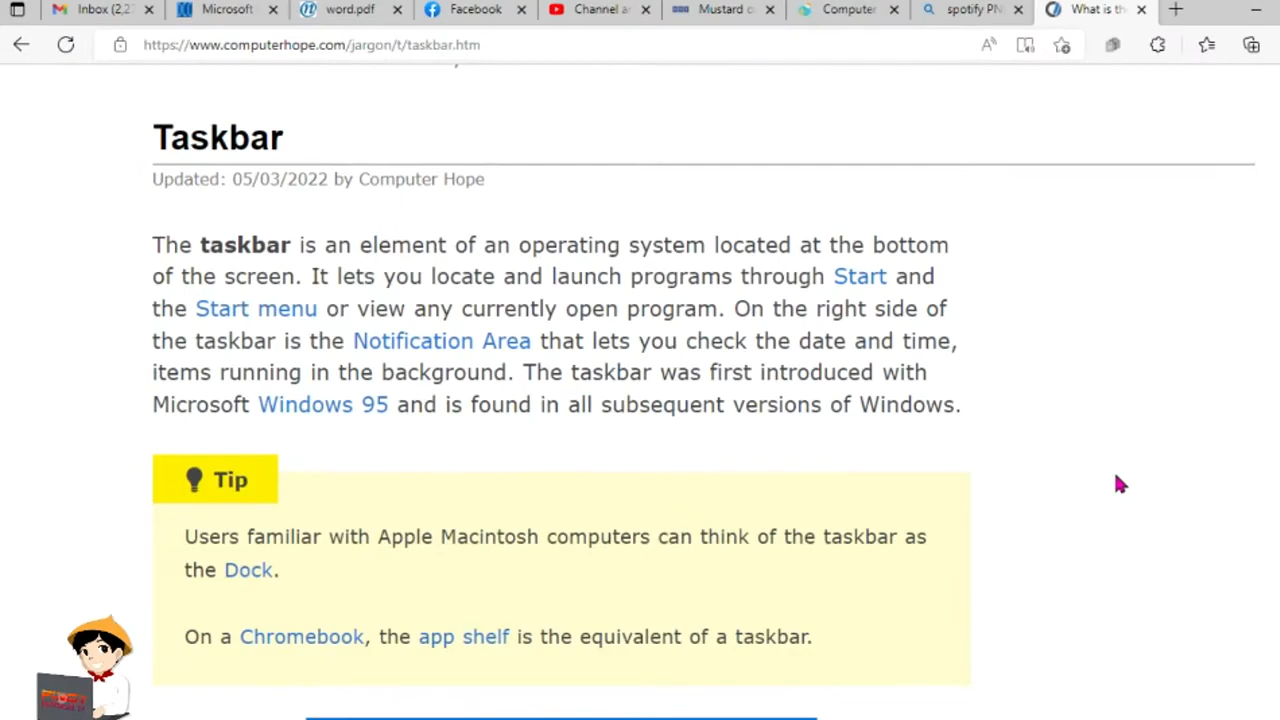 Inbox (2,2
Microsoft
word.pdf
Facebook
Channel a
Mustard o
Computer
spotify PN
What is th
https://www.computerhope.com/jargon/t/taskbar.htm
Taskbar
Updated: 05/03/2022 by Computer Hope
The taskbar is an element of an operating system located at the bottom
of the screen. It lets you locate and launch programs through Start and
the Start menu or view any currently open program. On the right side of
the taskbar is the Notification Area that lets you check the date and time,
items running in the background. The taskbar was first introduced with
Microsoft Windows 95 and is found in all subsequent versions of Windows.
Tip
Users familiar with Apple Macintosh computers can think of the taskbar as
the Dock.
On a Chromebook, the app shelf is the equivalent of a taskbar.